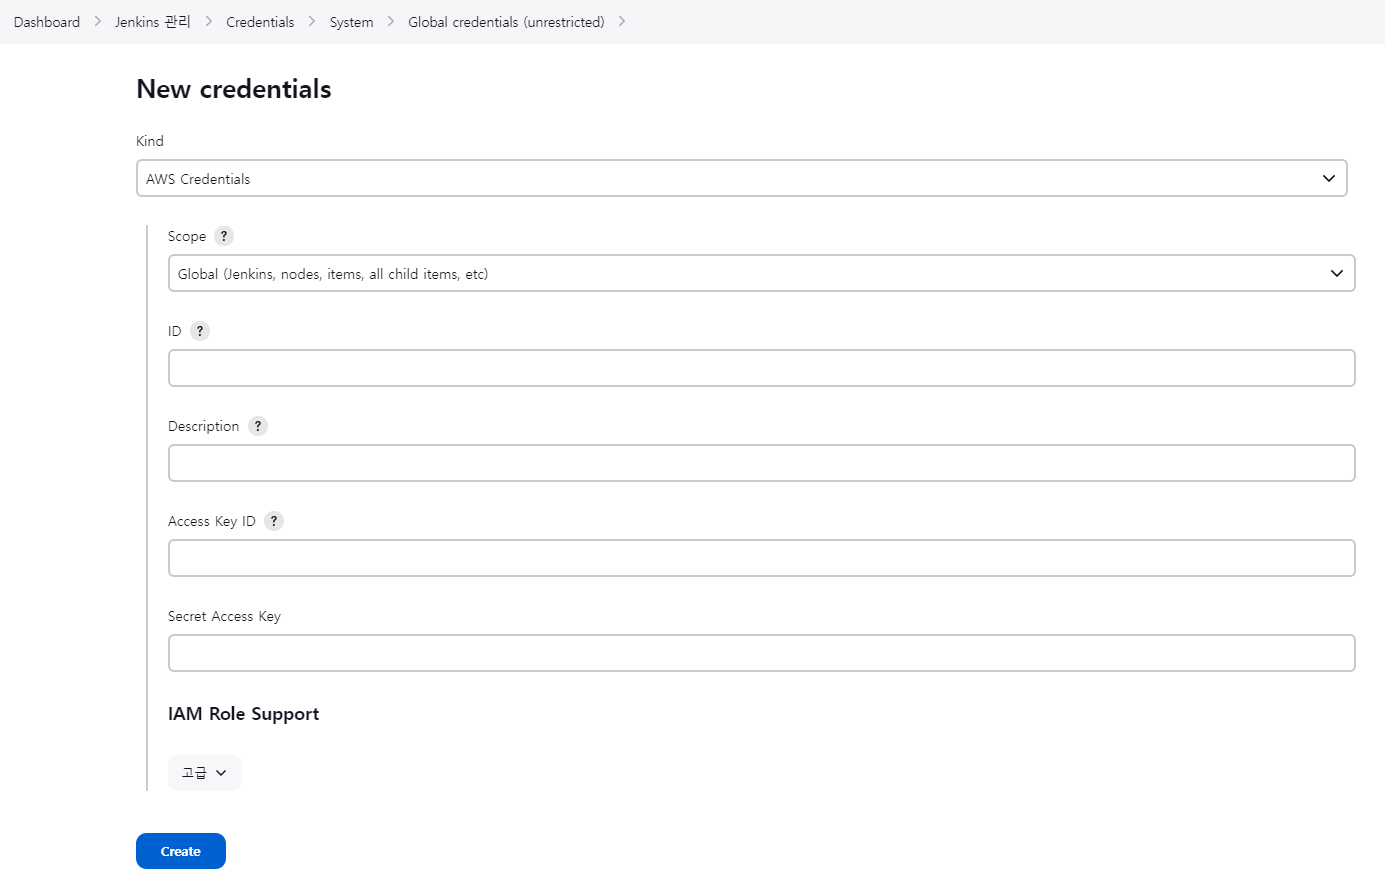 Dashboard > Jenkins 관리 > Credentials > System > Global credentials (unrestricted) >
New credentials
Kind
AWS Credentials
Scope ?
Global (Jenkins, nodes, items, all child items, etc)
ID ?
Description ?
Access Key ID ?
Secret Access Key
IAM Role Support
고급
Create